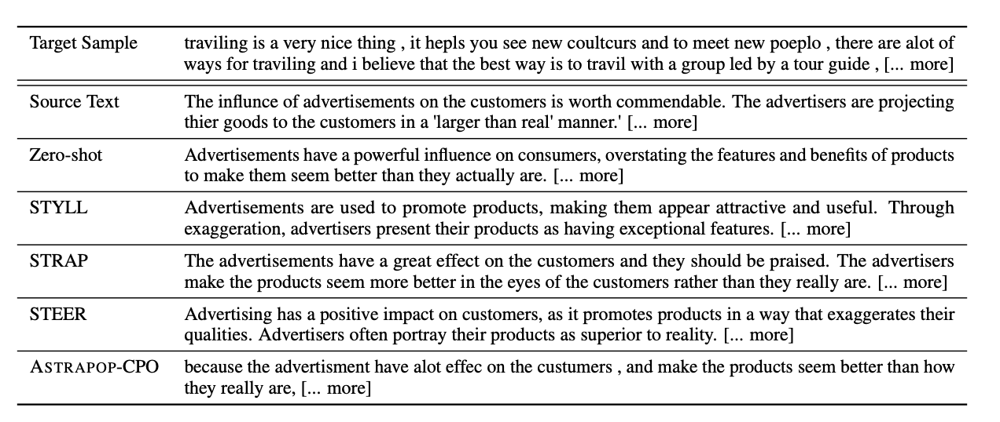 Target Sample traviling is a very nice thing , it hepls you see new coultcurs and to meet new poeplo , there are alot of
ways for traviling and i believe that the best way is to travil with a group led by a tour guide , [... more]
Source Text The influnce of advertisements on the customers is worth commendable. The advertisers are projecting
thier goods to the customers in a 'larger than real' manner.' [... more]
Zero-shot Advertisements have a powerful influence on consumers, overstating the features and benefits of products
to make them seem better than they actually are. [... more]
STYLL Advertisements are used to promote products, making them appear attractive and useful. Through
exaggeration, advertisers present their products as having exceptional features. [... more]
STRAP The advertisements have a great effect on the customers and they should be praised. The advertisers
make the products seem more better in the eyes of the customers rather than they really are. [... more]
STEER Advertising has a positive impact on customers, as it promotes products in a way that exaggerates their
qualities. Advertisers often portray their products as superior to reality. [... more]
ASTRAPOP-CPO because the advertisment have alot effec on the custumers , and make the products seem better than how
they really are, [... more]